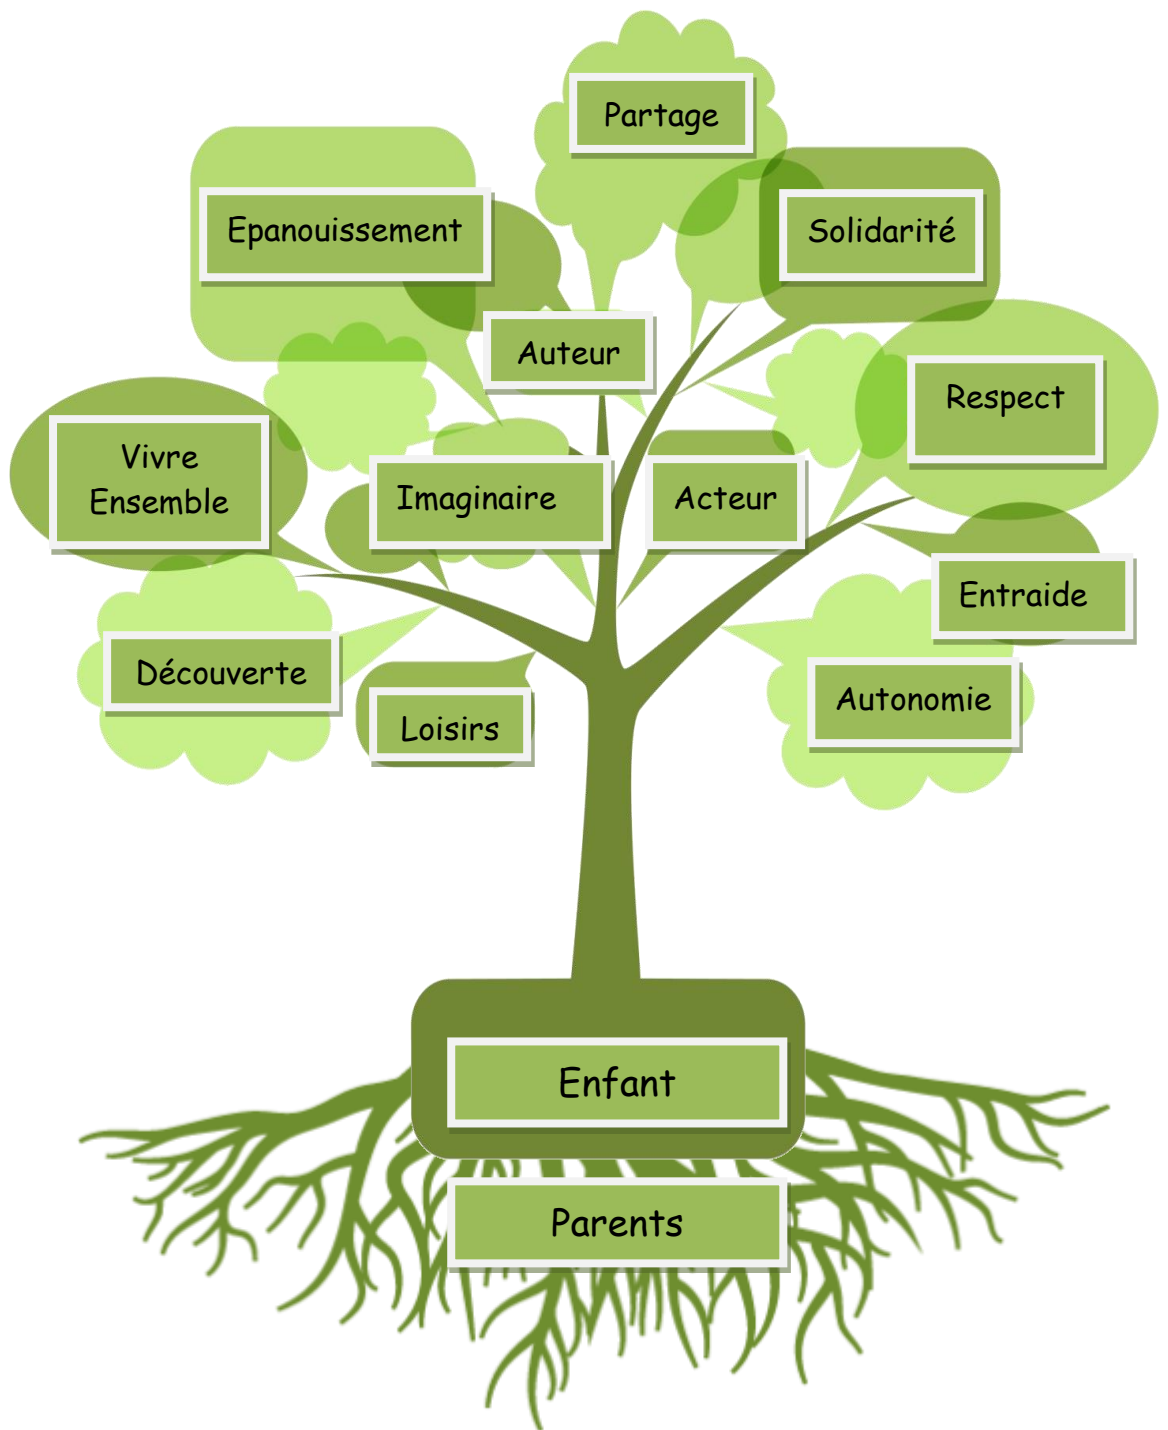 Partage
Epanouissement
Solidarité
Auteur
Respect
Vivre
Ensemble
Imaginaire
Acteur
Entraide
Découverte
Autonomie
Loisirs
Enfant
Parents